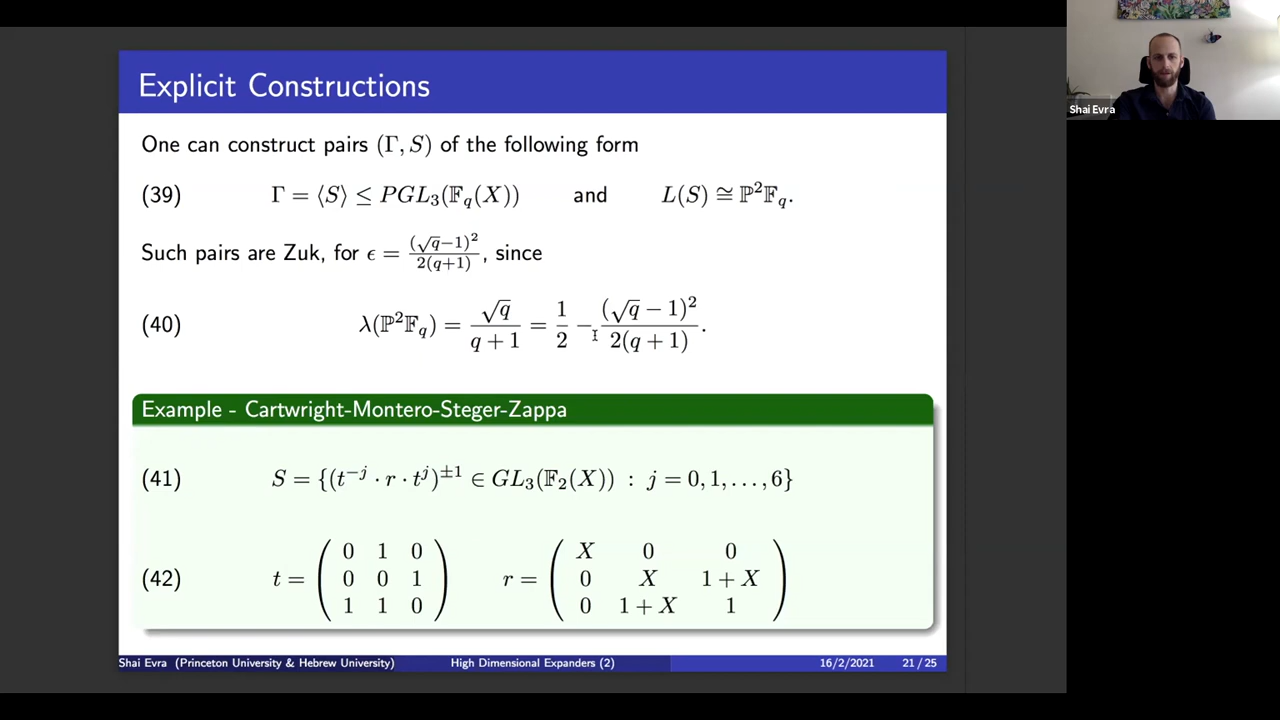 Explicit Constructions
One can construct pairs (Γ, S) of the following form
(39) Γ = ⟨S⟩ ≤ PGL₃(𝔽_q(X)) and L(S) ≅ ℙ²𝔽_q.
Such pairs are Zuk, for ϵ = (√q−1)²/2(q+1), since
(40) λ(ℙ²𝔽_q) = √q/(q + 1) = 1/2 − (√q − 1)²/2(q + 1).
Example - Cartwright-Montero-Steger-Zappa
(41) S = {(t⁻ʲ · r · tʲ)^±1 ∈ GL₃(𝔽₂(X)) : j = 0, 1, . . . , 6}
(42) t = ( 0 1 0 ; 0 0 1 ; 1 1 0 ) r = ( X 0 0 ; 0 X 1 + X ; 0 1 + X 1 )
Shai Evra (Princeton University & Hebrew University) High Dimensional Expanders (2) 16/2/2021 21 / 25
Shai Evra